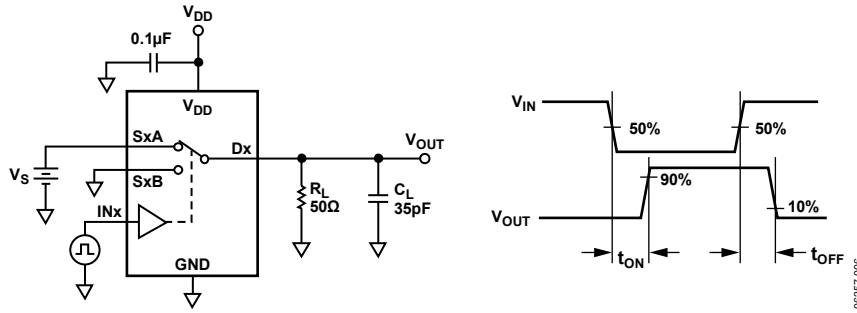 VDD
0.1µF
VDD
SxA
Dx
VOUT
VS
SxB
INx
RL
50Ω
CL
35pF
GND
VIN
50%
50%
90%
10%
VOUT
tON
tOFF